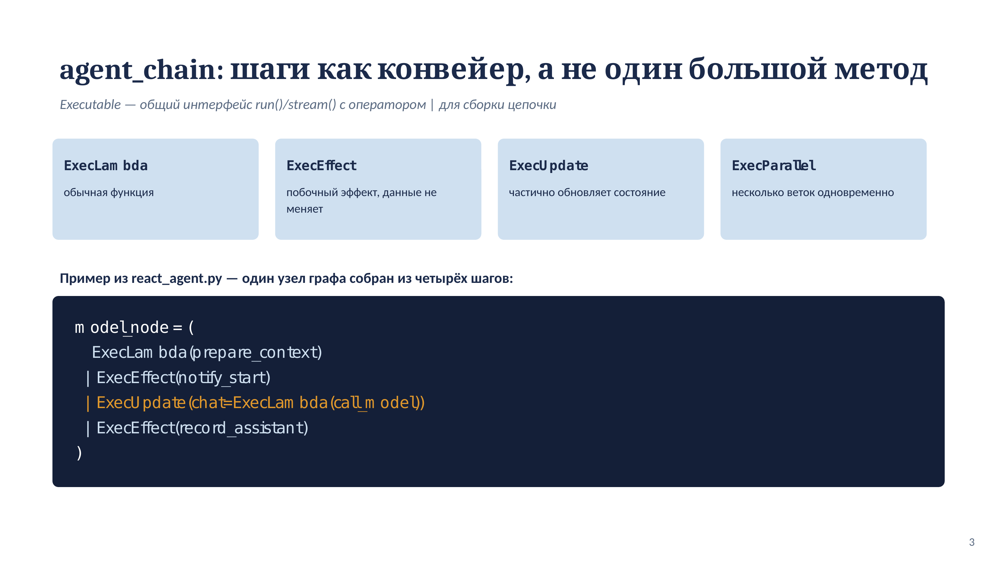 agent_chain: шаги как конвейер, а не один большой метод
Executable — общий интерфейс run()/stream() с оператором | для сборки цепочки
ExecLambda
обычная функция
ExecEffect
побочный эффект, данные не
меняет
ExecUpdate
частично обновляет состояние
ExecParallel
несколько веток одновременно
Пример из react_agent.py — один узел графа собран из четырёх шагов:
model_node = (
    ExecLambda(prepare_context)
  | ExecEffect(notify_start)
  | ExecUpdate(chat=ExecLambda(call_model))
  | ExecEffect(record_assistant)
)
3